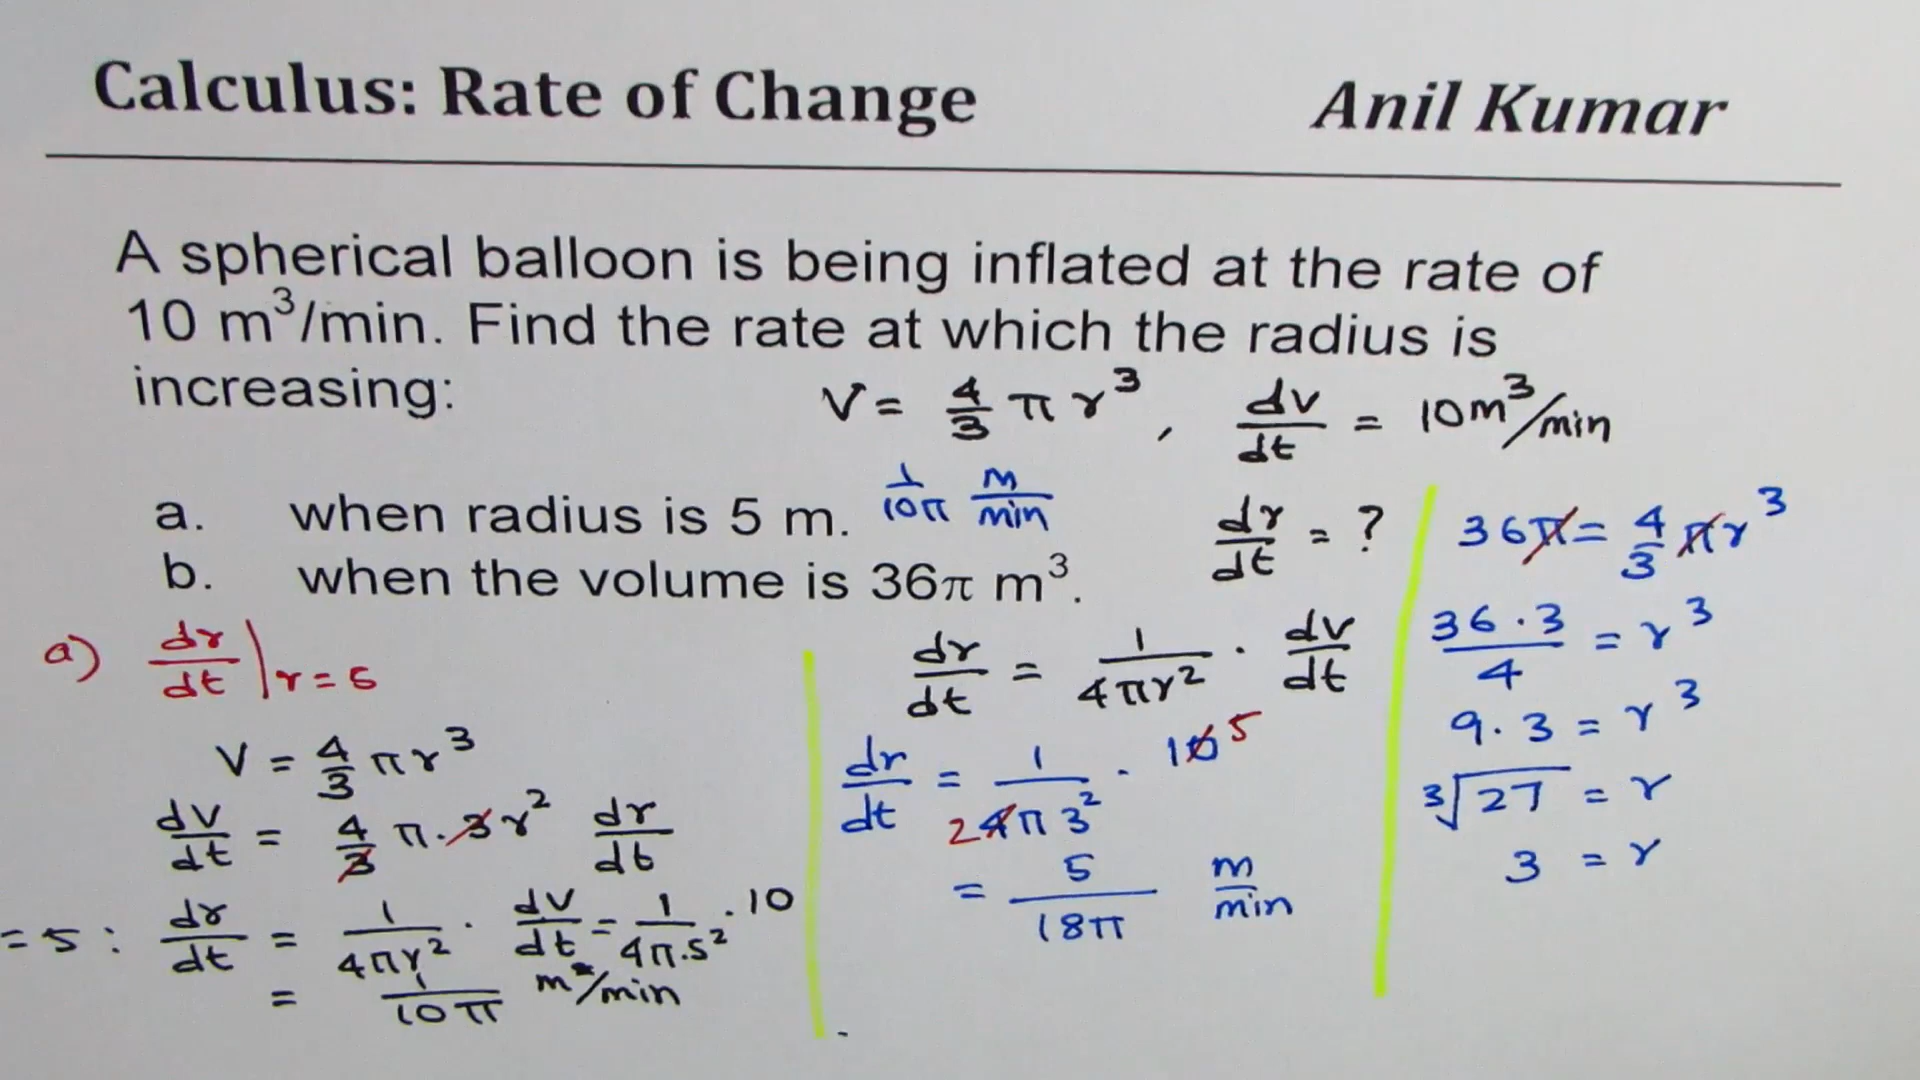 Calculus: Rate of Change Anil Kumar
A spherical balloon is being inflated at the rate of
10 m³/min. Find the rate at which the radius is
increasing:
V = 4/3 π r³, dv/dt = 10m³/min
a. when radius is 5 m. 1/10π m/min
b. when the volume is 36π m³.
dr/dt = ?
a) dr/dt | r = 5
V = 4/3 π r³
dv/dt = 4/3 π · 3r² dr/dt
= 5 : dr/dt = 1/4πr² · dv/dt = 1/4π·5² · 10
= 1/10π m/min
dr/dt = 1/4πr² · dv/dt
dr/dt = 1/4π3² · 10 5
2
= 5/18π m/min
36π = 4/3 π r³
36 · 3/4 = r³
9 · 3 = r³
³√27 = r
3 = r